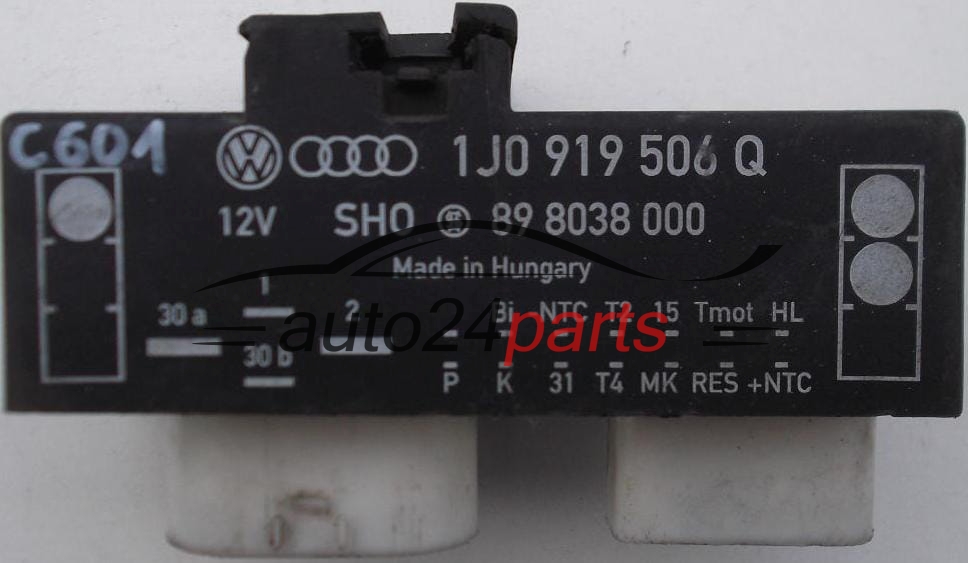 C601
1J0 919 506 Q
12V SHO 89 8038 000
Made in Hungary
1
30 a 2 Bi NTC T2 15 Tmot HL
auto24parts
30 b
P K 31 T4 MK RES +NTC